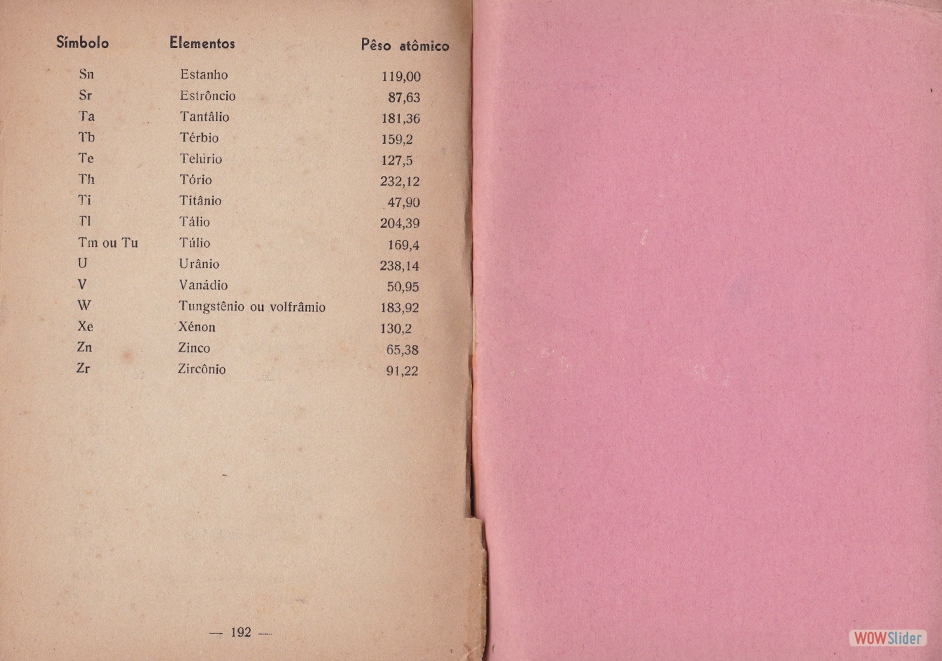 Símbolo Elementos Pêso atômico
Sn Estanho 119,00
Sr Estrôncio 87,63
Ta Tantâlio 181,36
Tb Térbio 159,2
Te Telúrio 127,5
Th Tório 232,12
Ti Titânio 47,90
Tl Tálio 204,39
Tm ou Tu Túlio 169,4
U Urânio 238,14
V Vanádio 50,95
W Tungstênio ou volfrâmio 183,92
Xe Xénon 130,2
Zn Zinco 65,38
Zr Zircônio 91,22
— 192 —
WOWSlider